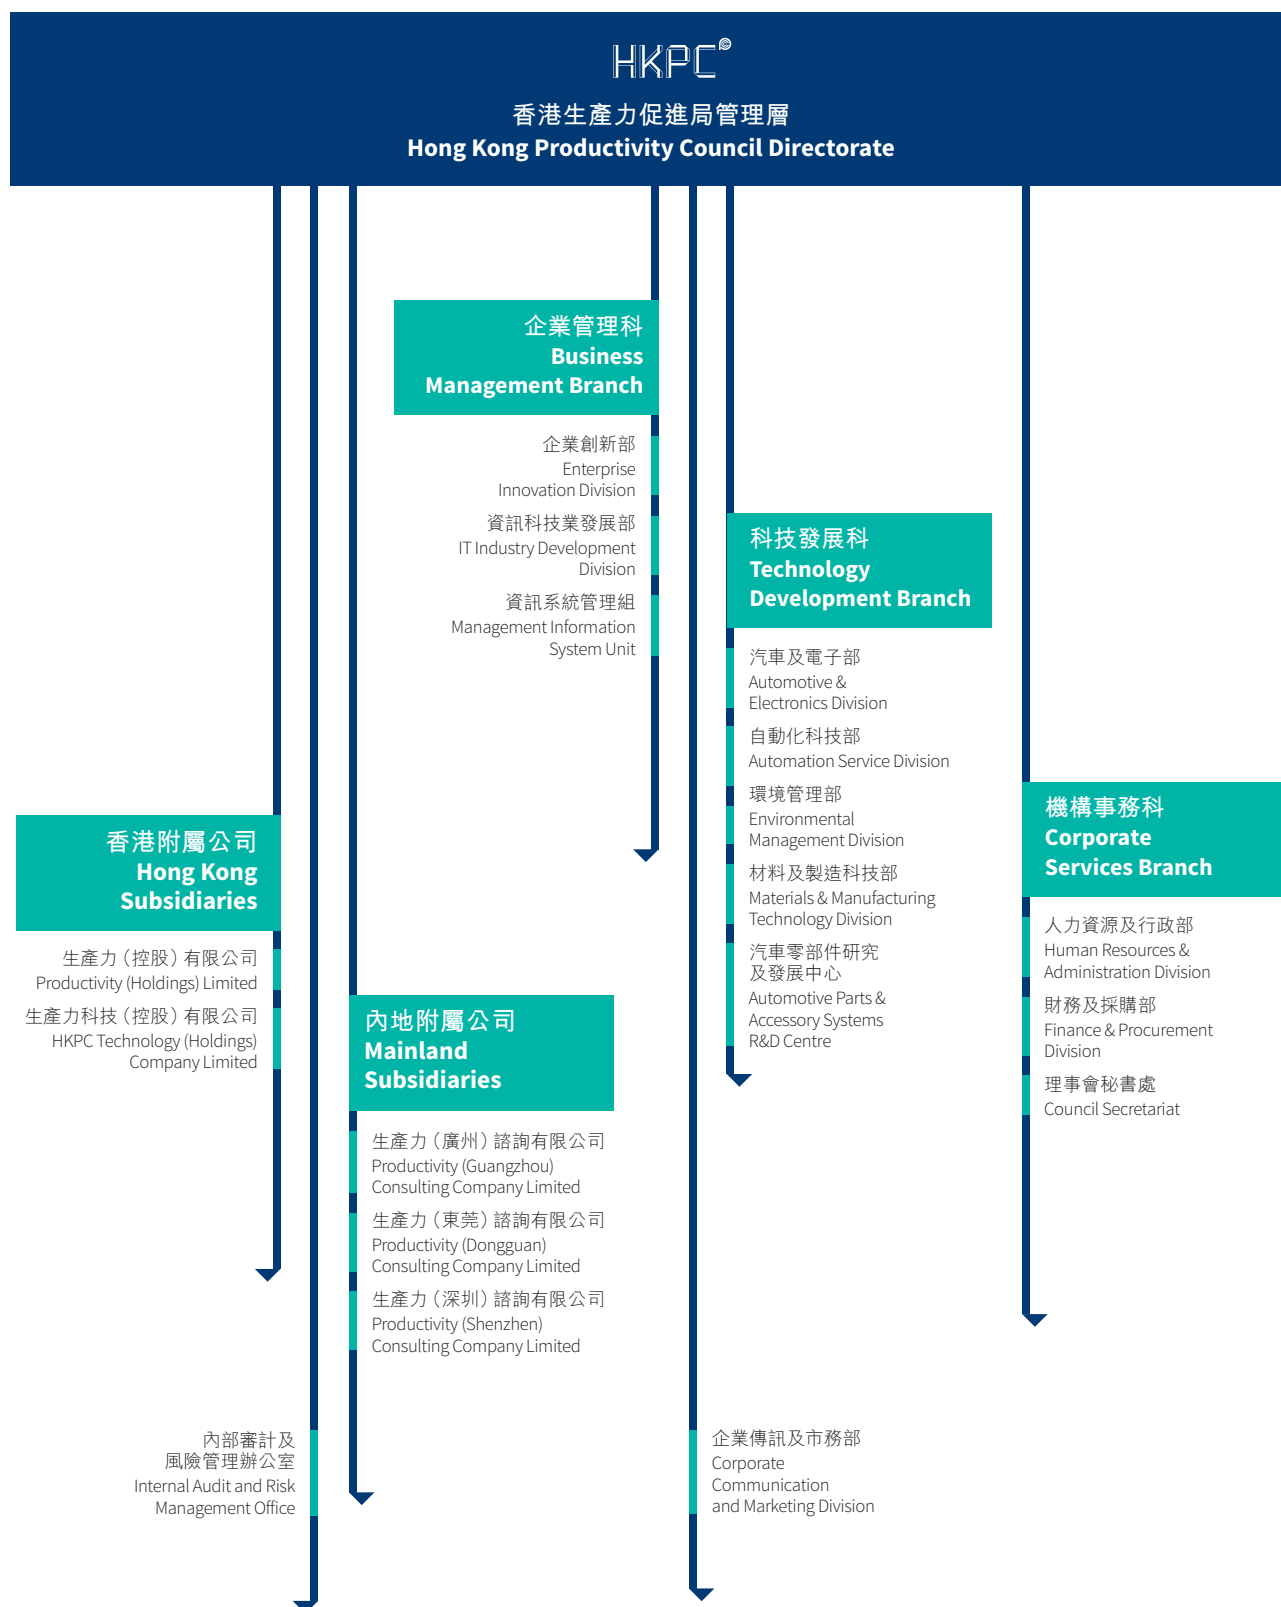 HKPC
香港生產力促進局管理層
Hong Kong Productivity Council Directorate
企業管理科
Business
Management Branch
企業創新部
Enterprise
Innovation Division
資訊科技業發展部
IT Industry Development
Division
資訊系統管理組
Management Information
System Unit
科技發展科
Technology
Development Branch
汽車及電子部
Automotive &
Electronics Division
自動化科技部
Automation Service Division
環境管理部
Environmental
Management Division
材料及製造科技部
Materials & Manufacturing
Technology Division
汽車零部件研究
及發展中心
Automotive Parts &
Accessory Systems
R&D Centre
機構事務科
Corporate
Services Branch
人力資源及行政部
Human Resources &
Administration Division
財務及採購部
Finance & Procurement
Division
理事會秘書處
Council Secretariat
香港附屬公司
Hong Kong
Subsidiaries
生產力（控股）有限公司
Productivity (Holdings) Limited
生產力科技（控股）有限公司
HKPC Technology (Holdings)
Company Limited
內地附屬公司
Mainland
Subsidiaries
生產力（廣州）諮詢有限公司
Productivity (Guangzhou)
Consulting Company Limited
生產力（東莞）諮詢有限公司
Productivity (Dongguan)
Consulting Company Limited
生產力（深圳）諮詢有限公司
Productivity (Shenzhen)
Consulting Company Limited
內部審計及
風險管理辦公室
Internal Audit and Risk
Management Office
企業傳訊及市務部
Corporate
Communication
and Marketing Division